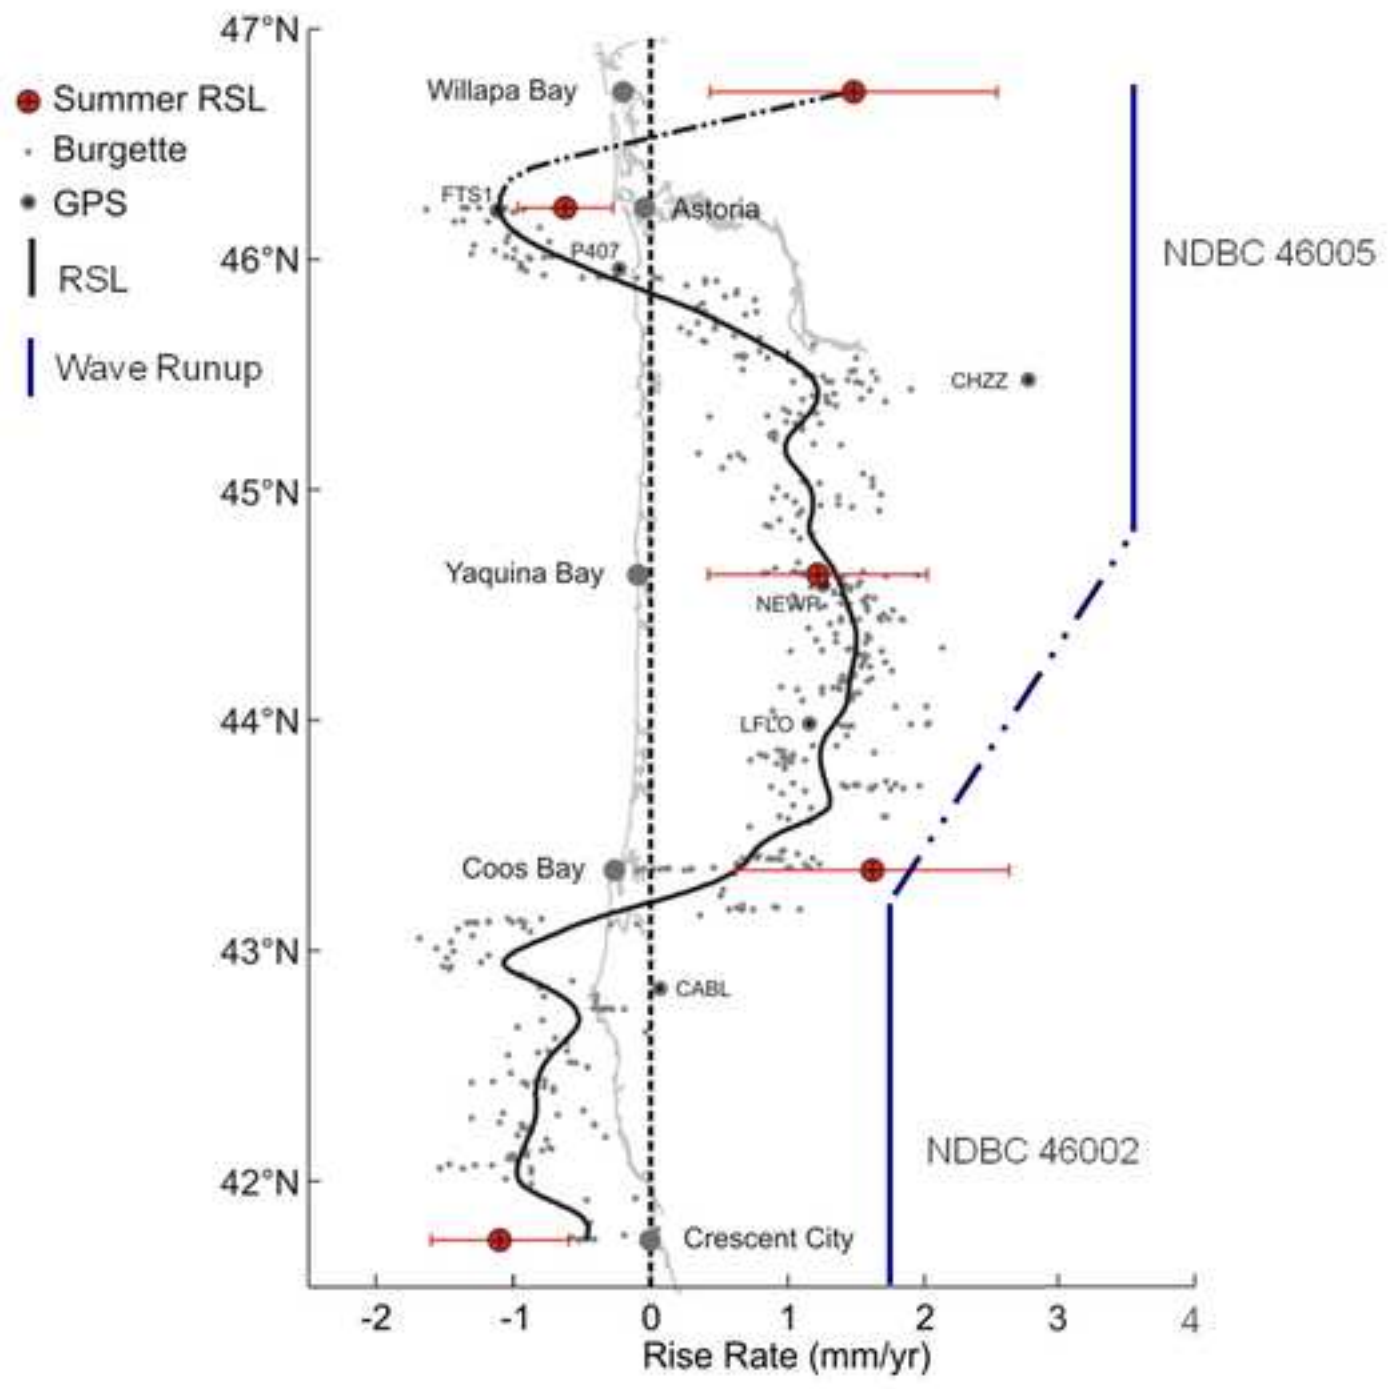 47°N
Willapa Bay
Summer RSL
Burgette
FTS1
GPS
Astoria
P407
46°N
NDBC 46005
RSL
Wave Runup
CHZZ
45°N
Yaquina Bay
NEWR
44°N
LFLO
Coos Bay
43°N
CABL
NDBC 46002
42°N
Crescent City
-2 -1 0 1 2 3 4
Rise Rate (mm/yr)